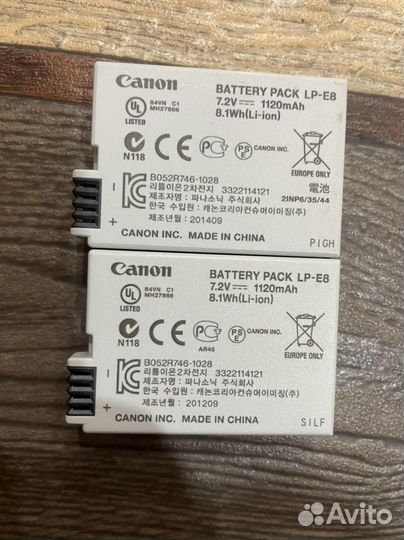 Canon
BATTERY PACK LP-E8
7.2V 1120mAh
8.1Wh(Li-ion)
UL
LISTED
84VN C1
MH27866
N118
CE
PSE
CANON INC.
EUROPE ONLY
電池
2INP6/35/44
B052R746-1028
리튬이온2차전지 3322114121
제조자명: 파나소닉 주식회사
한국 수입원: 캐논코리아컨슈머이미징(주)
제조년월: 201409
CANON INC. MADE IN CHINA
PIGH
Canon
BATTERY PACK LP-E8
7.2V 1120mAh
8.1Wh(Li-ion)
UL
LISTED
84VN C1
MH27866
N118
CE
AR46
PSE
CANON INC.
EUROPE ONLY
B052R746-1028
리튬이온2차전지 3322114121
제조자명: 파나소닉 주식회사
한국 수입원: 캐논코리아컨슈머이미징(주)
제조년월: 201209
CANON INC. MADE IN CHINA
SILF
Avito